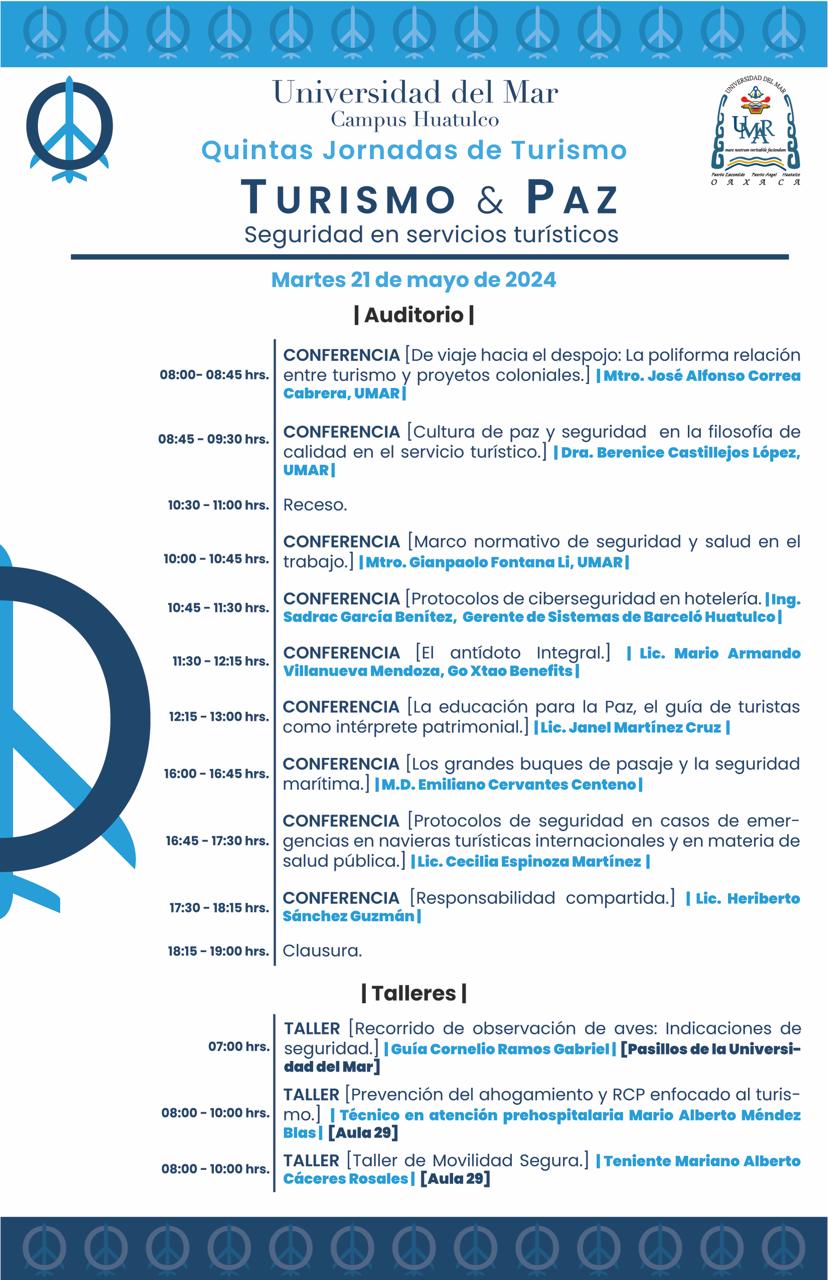 Universidad del Mar
Campus Huatulco
Quintas Jornadas de Turismo
TURISMO & PAZ
Seguridad en servicios turísticos
UNIVERSIDAD DEL MAR
UMAR
mare nostrum veritabile faciendum
Puerto Escondido Puerto Ángel Huatulco
OAXACA
Martes 21 de mayo de 2024
| Auditorio |
08:00- 08:45 hrs.
CONFERENCIA [De viaje hacia el despojo: La poliforma relación
entre turismo y proyetos coloniales.] | Mtro. José Alfonso Correa
Cabrera, UMAR |
08:45 - 09:30 hrs.
CONFERENCIA [Cultura de paz y seguridad en la filosofía de
calidad en el servicio turístico.] | Dra. Berenice Castillejos López,
UMAR |
10:30 - 11:00 hrs.
Receso.
10:00 - 10:45 hrs.
CONFERENCIA [Marco normativo de seguridad y salud en el
trabajo.] | Mtro. Gianpaolo Fontana Li, UMAR |
10:45 - 11:30 hrs.
CONFERENCIA [Protocolos de ciberseguridad en hotelería. | Ing.
Sadrac García Benítez, Gerente de Sistemas de Barceló Huatulco |
11:30 - 12:15 hrs.
CONFERENCIA [El antídoto Integral.] | Lic. Mario Armando
Villanueva Mendoza, Go Xtao Benefits |
12:15 - 13:00 hrs.
CONFERENCIA [La educación para la Paz, el guía de turistas
como intérprete patrimonial.] | Lic. Janel Martínez Cruz |
16:00 - 16:45 hrs.
CONFERENCIA [Los grandes buques de pasaje y la seguridad
marítima.] | M.D. Emiliano Cervantes Centeno |
16:45 - 17:30 hrs.
CONFERENCIA [Protocolos de seguridad en casos de emer-
gencias en navieras turísticas internacionales y en materia de
salud pública.] | Lic. Cecilia Espinoza Martínez |
17:30 - 18:15 hrs.
CONFERENCIA [Responsabilidad compartida.] | Lic. Heriberto
Sánchez Guzmán |
18:15 - 19:00 hrs.
Clausura.
| Talleres |
07:00 hrs.
TALLER [Recorrido de observación de aves: Indicaciones de
seguridad.] | Guía Cornelio Ramos Gabriel | [Pasillos de la Universi-
dad del Mar]
08:00 - 10:00 hrs.
TALLER [Prevención del ahogamiento y RCP enfocado al turis-
mo.] | Técnico en atención prehospitalaria Mario Alberto Méndez
Blas | [Aula 29]
08:00 - 10:00 hrs.
TALLER [Taller de Movilidad Segura.] | Teniente Mariano Alberto
Cáceres Rosales | [Aula 29]